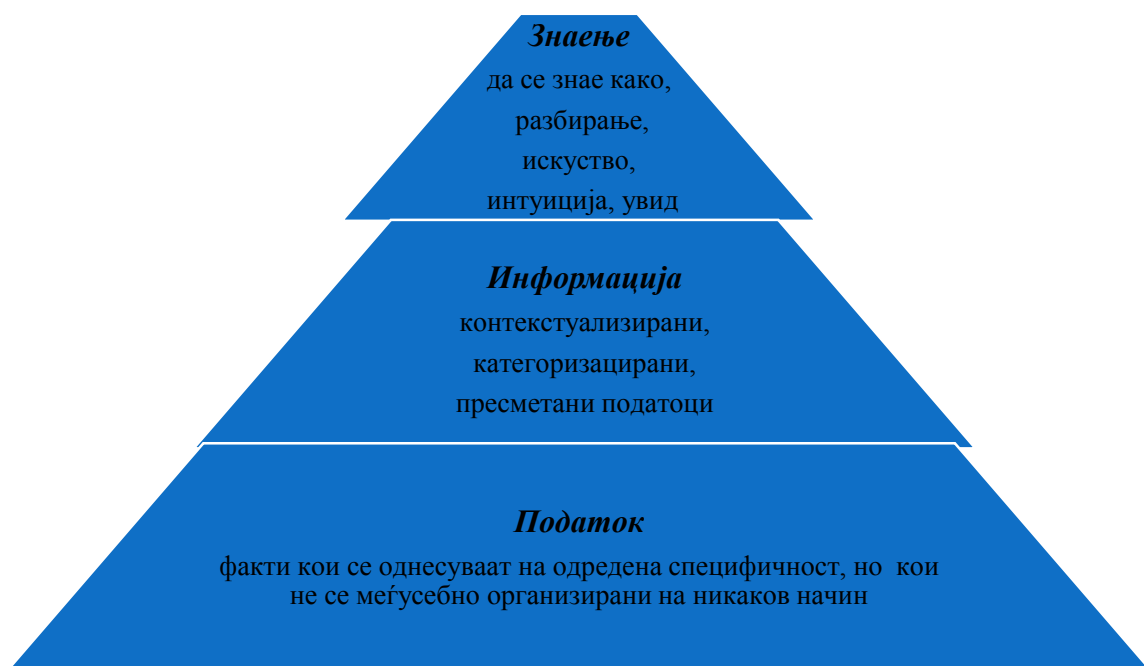 Знаење
да се знае како,
разбирање,
искуство,
интуиција, увид
Информација
контекстуализирани,
категоризацирани,
пресметани податоци
Податок
факти кои се однесуваат на одредена специфичност, но  кои
не се меѓусебно организирани на никаков начин